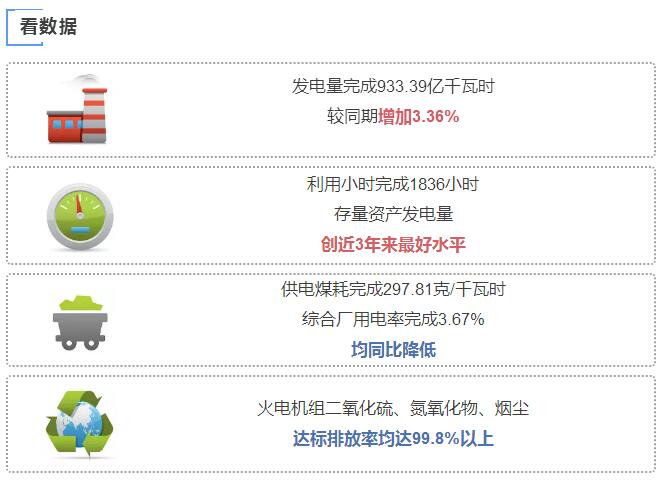 看数据
发电量完成933.39亿千瓦时
较同期增加3.36%
利用小时完成1836小时
存量资产发电量
创近3年来最好水平
供电煤耗完成297.81克/千瓦时
综合厂用电率完成3.67%
均同比降低
火电机组二氧化硫、氮氧化物、烟尘
达标排放率均达99.8%以上